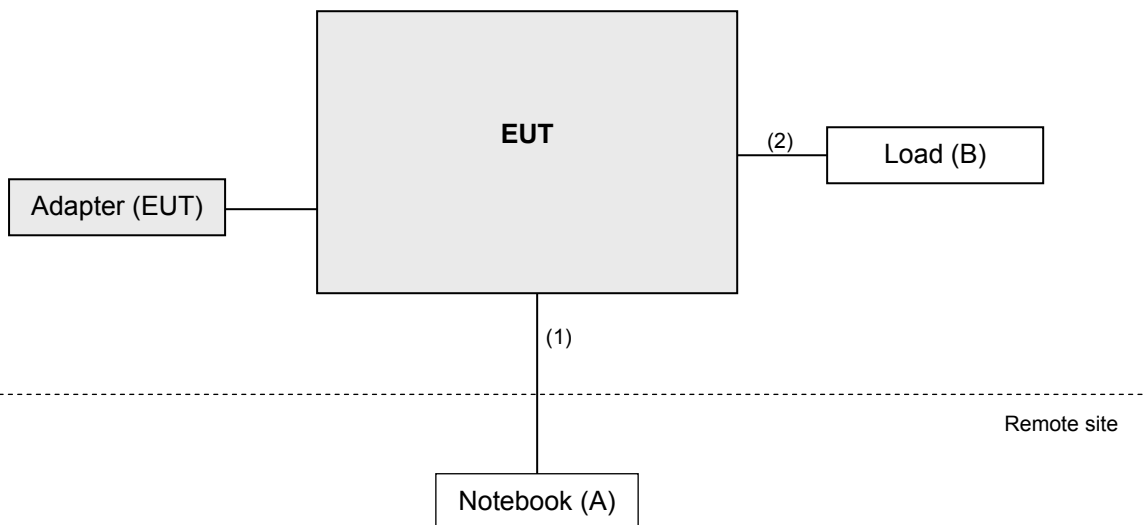 EUT
(2)
Load (B)
Adapter (EUT)
(1)
Remote site
Notebook (A)